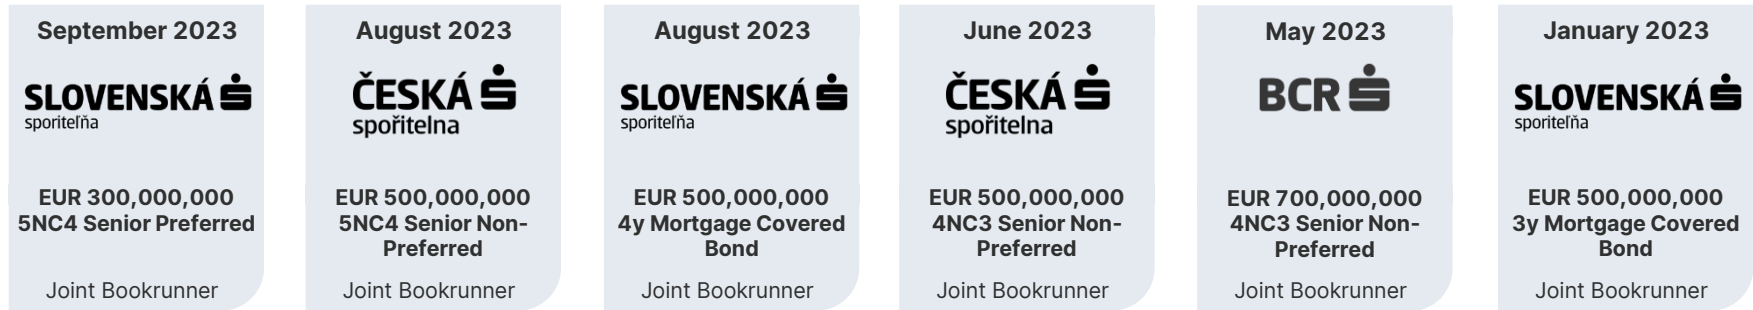 September 2023
SLOVENSKÁ
sporiteľňa
EUR 300,000,000
5NC4 Senior Preferred
Joint Bookrunner
August 2023
ČESKÁ
spořitelna
EUR 500,000,000
5NC4 Senior Non-
Preferred
Joint Bookrunner
August 2023
SLOVENSKÁ
sporiteľňa
EUR 500,000,000
4y Mortgage Covered
Bond
Joint Bookrunner
June 2023
ČESKÁ
spořitelna
EUR 500,000,000
4NC3 Senior Non-
Preferred
Joint Bookrunner
May 2023
BCR
EUR 700,000,000
4NC3 Senior Non-
Preferred
Joint Bookrunner
January 2023
SLOVENSKÁ
sporiteľňa
EUR 500,000,000
3y Mortgage Covered
Bond
Joint Bookrunner